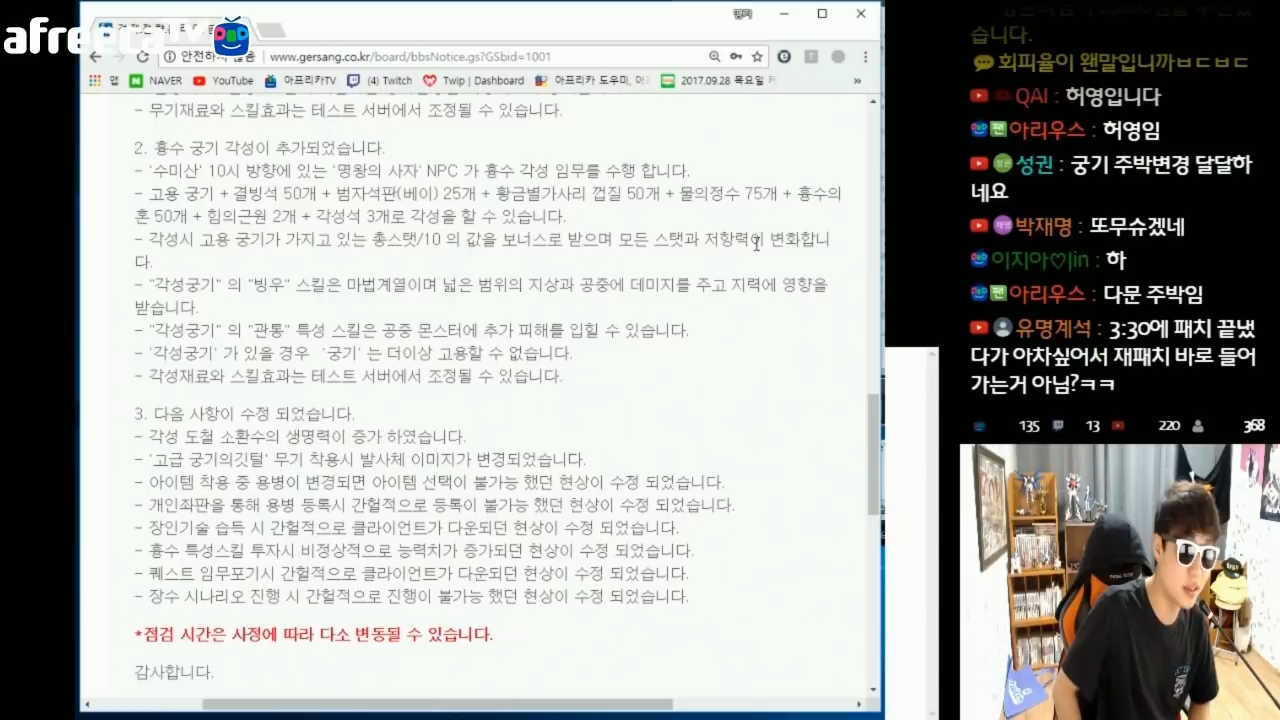 afreecaTV
www.gersang.co.kr/board/bbsNotice.gs?GSbid=1001
앱 NAVER YouTube 아프리카TV (4) Twitch Twip | Dashboard 아프리카 도우미, 아 2017.09.28 목요일
- 무기재료와 스킬효과는 테스트 서버에서 조정될 수 있습니다.
2. 흉수 궁기 각성이 추가되었습니다.
- '수미산' 10시 방향에 있는 '명왕의 사자' NPC 가 흉수 각성 임무를 수행 합니다.
- 고용 궁기 + 결빙석 50개 + 범자석판(베이) 25개 + 황금별가사리 껍질 50개 + 물의정수 75개 + 흉수의
혼 50개 + 힘의근원 2개 + 각성석 3개로 각성을 할 수 있습니다.
- 각성시 고용 궁기가 가지고 있는 총스탯/10 의 값을 보너스로 받으며 모든 스탯과 저항력이 변화합니
다.
- "각성궁기" 의 "빙우" 스킬은 마법계열이며 넓은 범위의 지상과 공중에 데미지를 주고 지력에 영향을
받습니다.
- "각성궁기" 의 "관통" 특성 스킬은 공중 몬스터에 추가 피해를 입힐 수 있습니다.
- '각성궁기' 가 있을 경우 '궁기' 는 더이상 고용할 수 없습니다.
- 각성재료와 스킬효과는 테스트 서버에서 조정될 수 있습니다.
3. 다음 사항이 수정 되었습니다.
- 각성 도철 소환수의 생명력이 증가 하였습니다.
- '고급 궁기의깃털' 무기 착용시 발사체 이미지가 변경되었습니다.
- 아이템 착용 중 용병이 변경되면 아이템 선택이 불가능 했던 현상이 수정 되었습니다.
- 개인좌판을 통해 용병 등록시 간헐적으로 등록이 불가능 했던 현상이 수정 되었습니다.
- 장인기술 습득 시 간헐적으로 클라이언트가 다운되던 현상이 수정 되었습니다.
- 흉수 특성스킬 투자시 비정상적으로 능력치가 증가되던 현상이 수정 되었습니다.
- 퀘스트 임무포기시 간헐적으로 클라이언트가 다운되던 현상이 수정 되었습니다.
- 장수 시나리오 진행 시 간헐적으로 진행이 불가능 했던 현상이 수정 되었습니다.
*점검 시간은 사정에 따라 다소 변동될 수 있습니다.
감사합니다.
습니다.
회피율이 왠말입니까ㅂㄷㅂㄷ
QAI : 허영입니다
팬 아리우스 : 허영임
성권 : 궁기 주박변경 달달하
네요
박재명 : 또무슈겠네
이지아♡|in : 하
팬 아리우스 : 다문 주박임
유명계석 : 3:30에 패치 끝냈
다가 아차싶어서 재패치 바로 들어
가는거 아님?ㅋㅋ
135 13 220 368